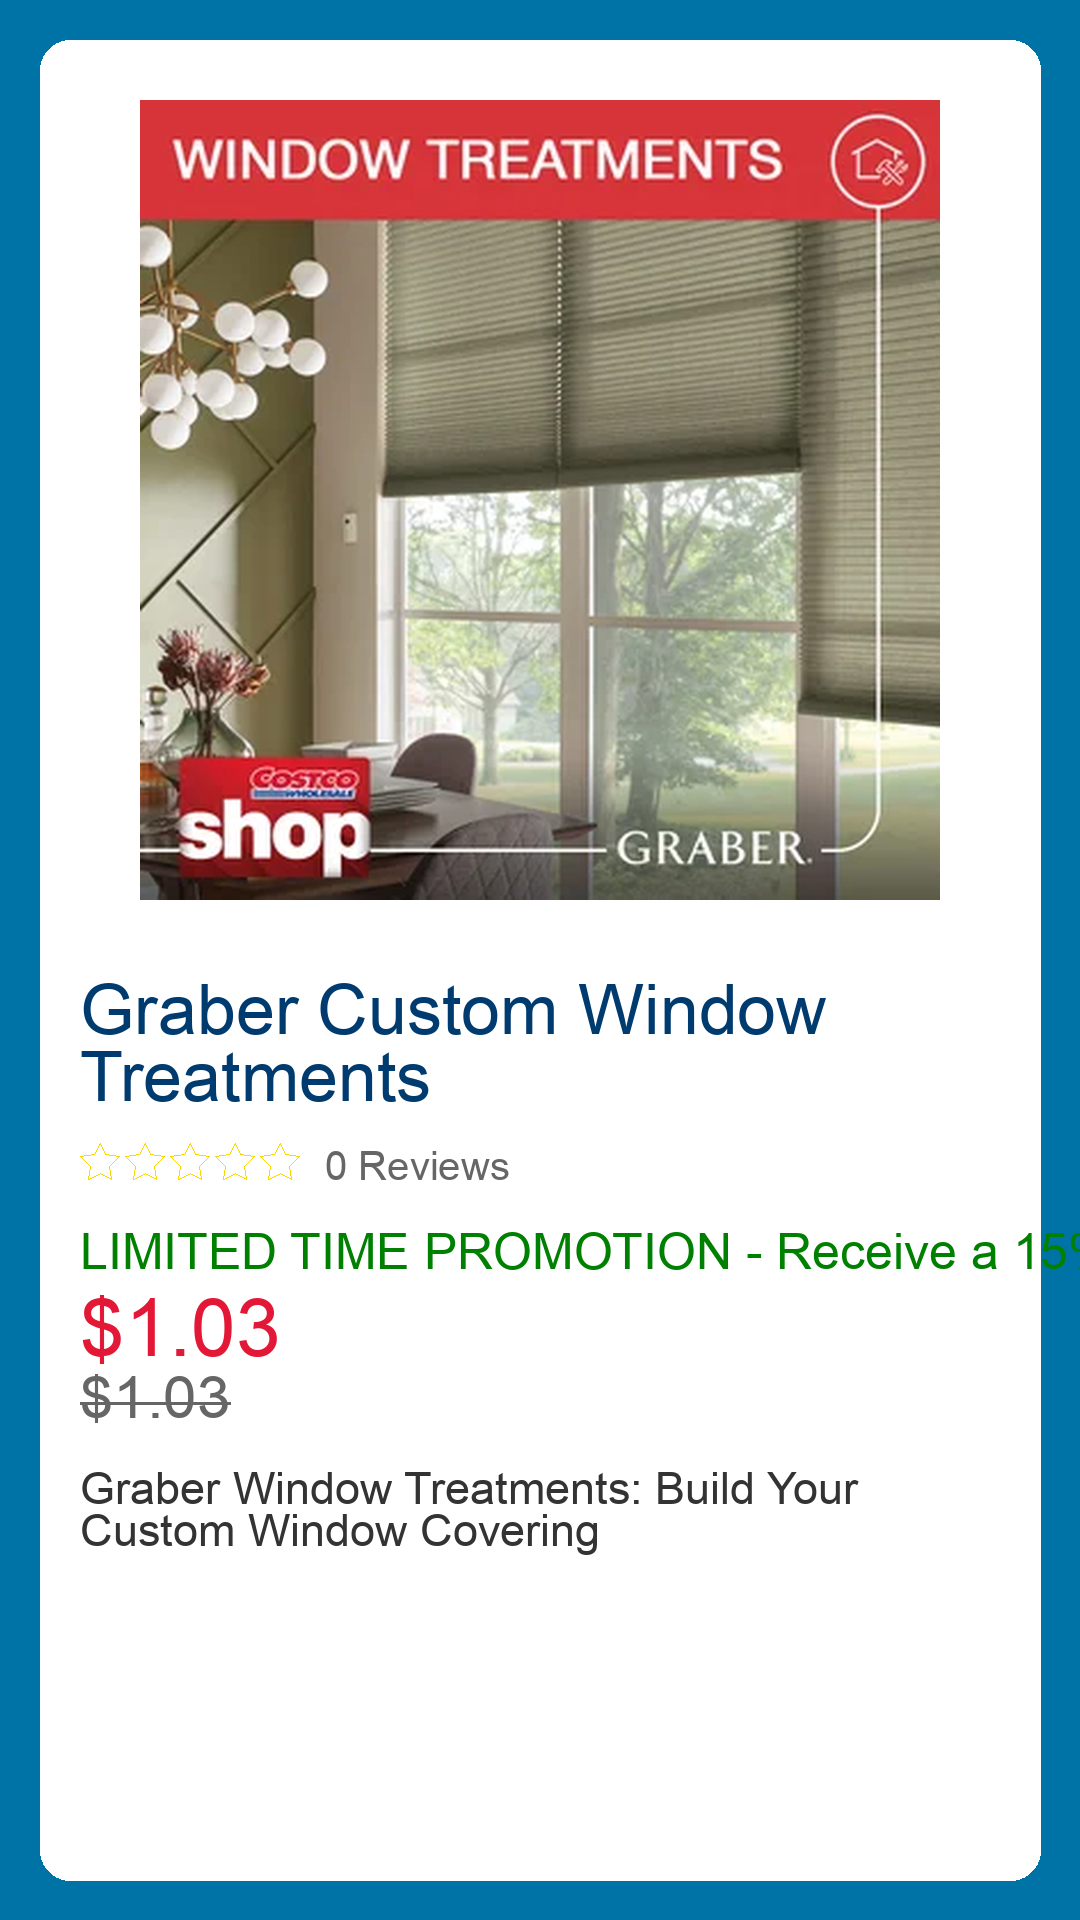 WINDOW TREATMENTS
COSTCO
WHOLESALE
shop
GRABER
Graber Custom Window
Treatments
0 Reviews
LIMITED TIME PROMOTION - Receive a 15
$1.03
$1.03
Graber Window Treatments: Build Your
Custom Window Covering